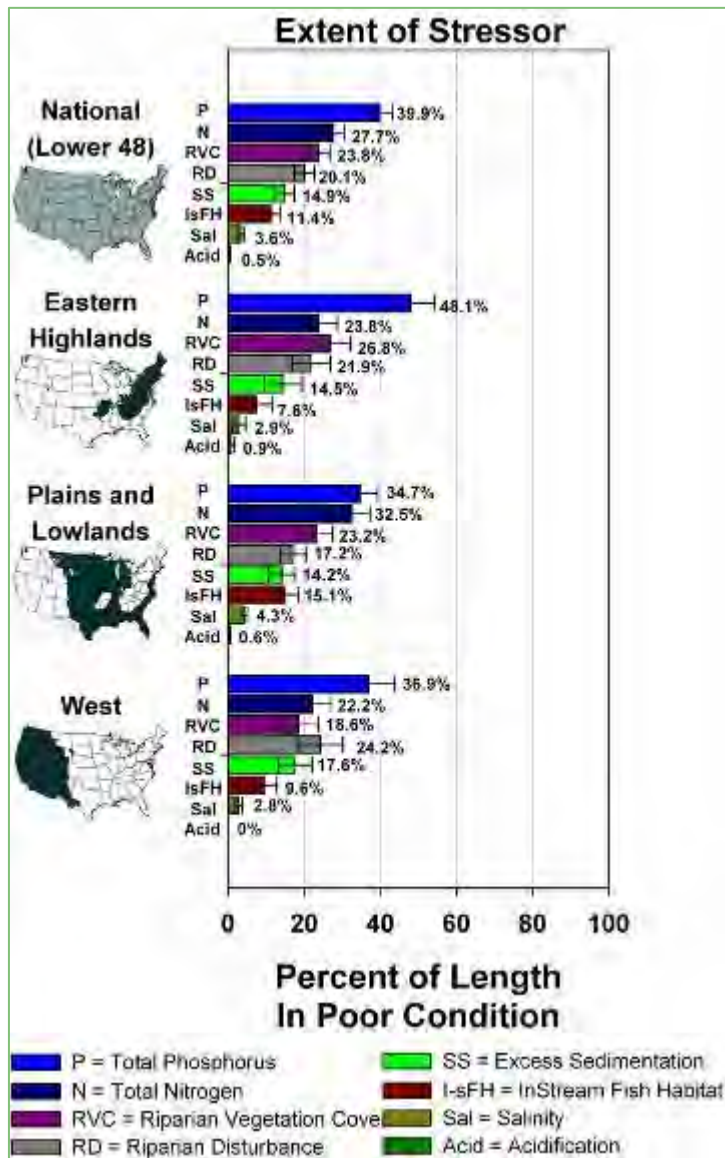 Extent of Stressor
National
(Lower 48)
P 39.9%
N 27.7%
RVC 23.8%
RD 20.1%
SS 14.9%
IsFH 11.4%
Sal 3.6%
Acid 0.5%
Eastern
Highlands
P 48.1%
N 23.8%
RVC 26.8%
RD 21.9%
SS 14.5%
IsFH 7.6%
Sal 2.9%
Acid 0.9%
Plains and
Lowlands
P 34.7%
N 32.5%
RVC 23.2%
RD 17.2%
SS 14.2%
IsFH 15.1%
Sal 4.3%
Acid 0.6%
West
P 36.9%
N 22.2%
RVC 18.6%
RD 24.2%
SS 17.6%
IsFH 9.6%
Sal 2.8%
Acid 0%
0 20 40 60 80 100
Percent of Length
In Poor Condition
P = Total Phosphorus
N = Total Nitrogen
RVC = Riparian Vegetation Cove
RD = Riparian Disturbance
SS = Excess Sedimentation
I-sFH = InStream Fish Habitat
Sal = Salinity
Acid = Acidification